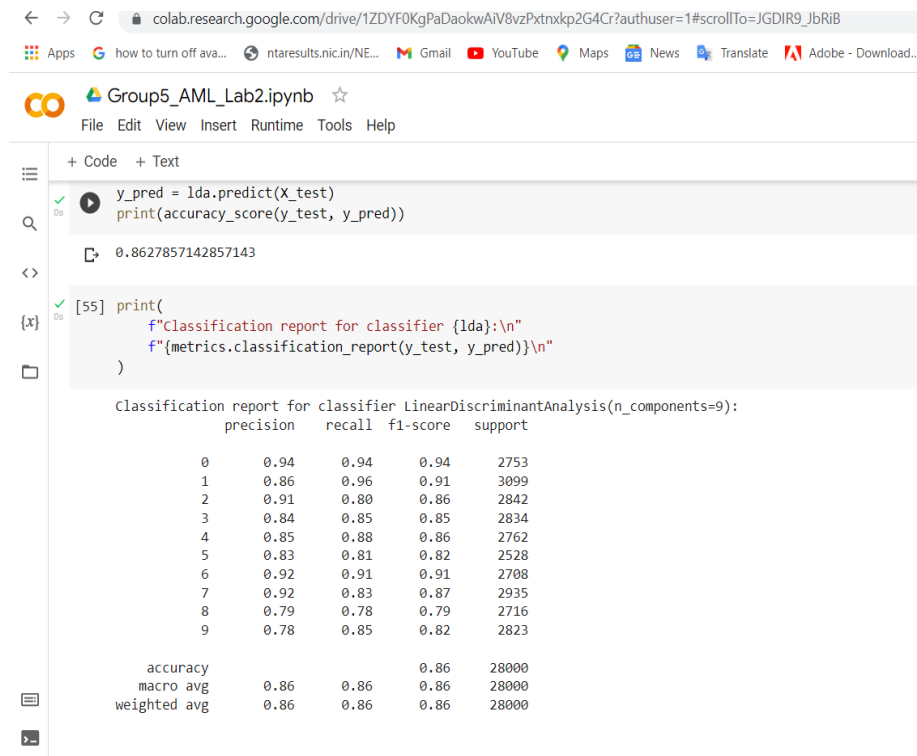 colab.research.google.com/drive/1ZDYF0KgPaDaokwAiV8vzPxtnxkp2G4Cr?authuser=1#scrollTo=JGDIR9_JbRiB
Apps how to turn off ava... ntaresults.nic.in/NE... Gmail YouTube Maps News Translate Adobe - Download...
Group5_AML_Lab2.ipynb
File Edit View Insert Runtime Tools Help
+ Code + Text
y_pred = lda.predict(X_test)
0s
print(accuracy_score(y_test, y_pred))
0.8627857142857143
[55] print(
0s
f"Classification report for classifier {lda}:\n"
f"{metrics.classification_report(y_test, y_pred)}\n"
)
{x}
Classification report for classifier LinearDiscriminantAnalysis(n_components=9):
precision recall f1-score support
0 0.94 0.94 0.94 2753
1 0.86 0.96 0.91 3099
2 0.91 0.80 0.86 2842
3 0.84 0.85 0.85 2834
4 0.85 0.88 0.86 2762
5 0.83 0.81 0.82 2528
6 0.92 0.91 0.91 2708
7 0.92 0.83 0.87 2935
8 0.79 0.78 0.79 2716
9 0.78 0.85 0.82 2823
accuracy 0.86 28000
macro avg 0.86 0.86 0.86 28000
weighted avg 0.86 0.86 0.86 28000